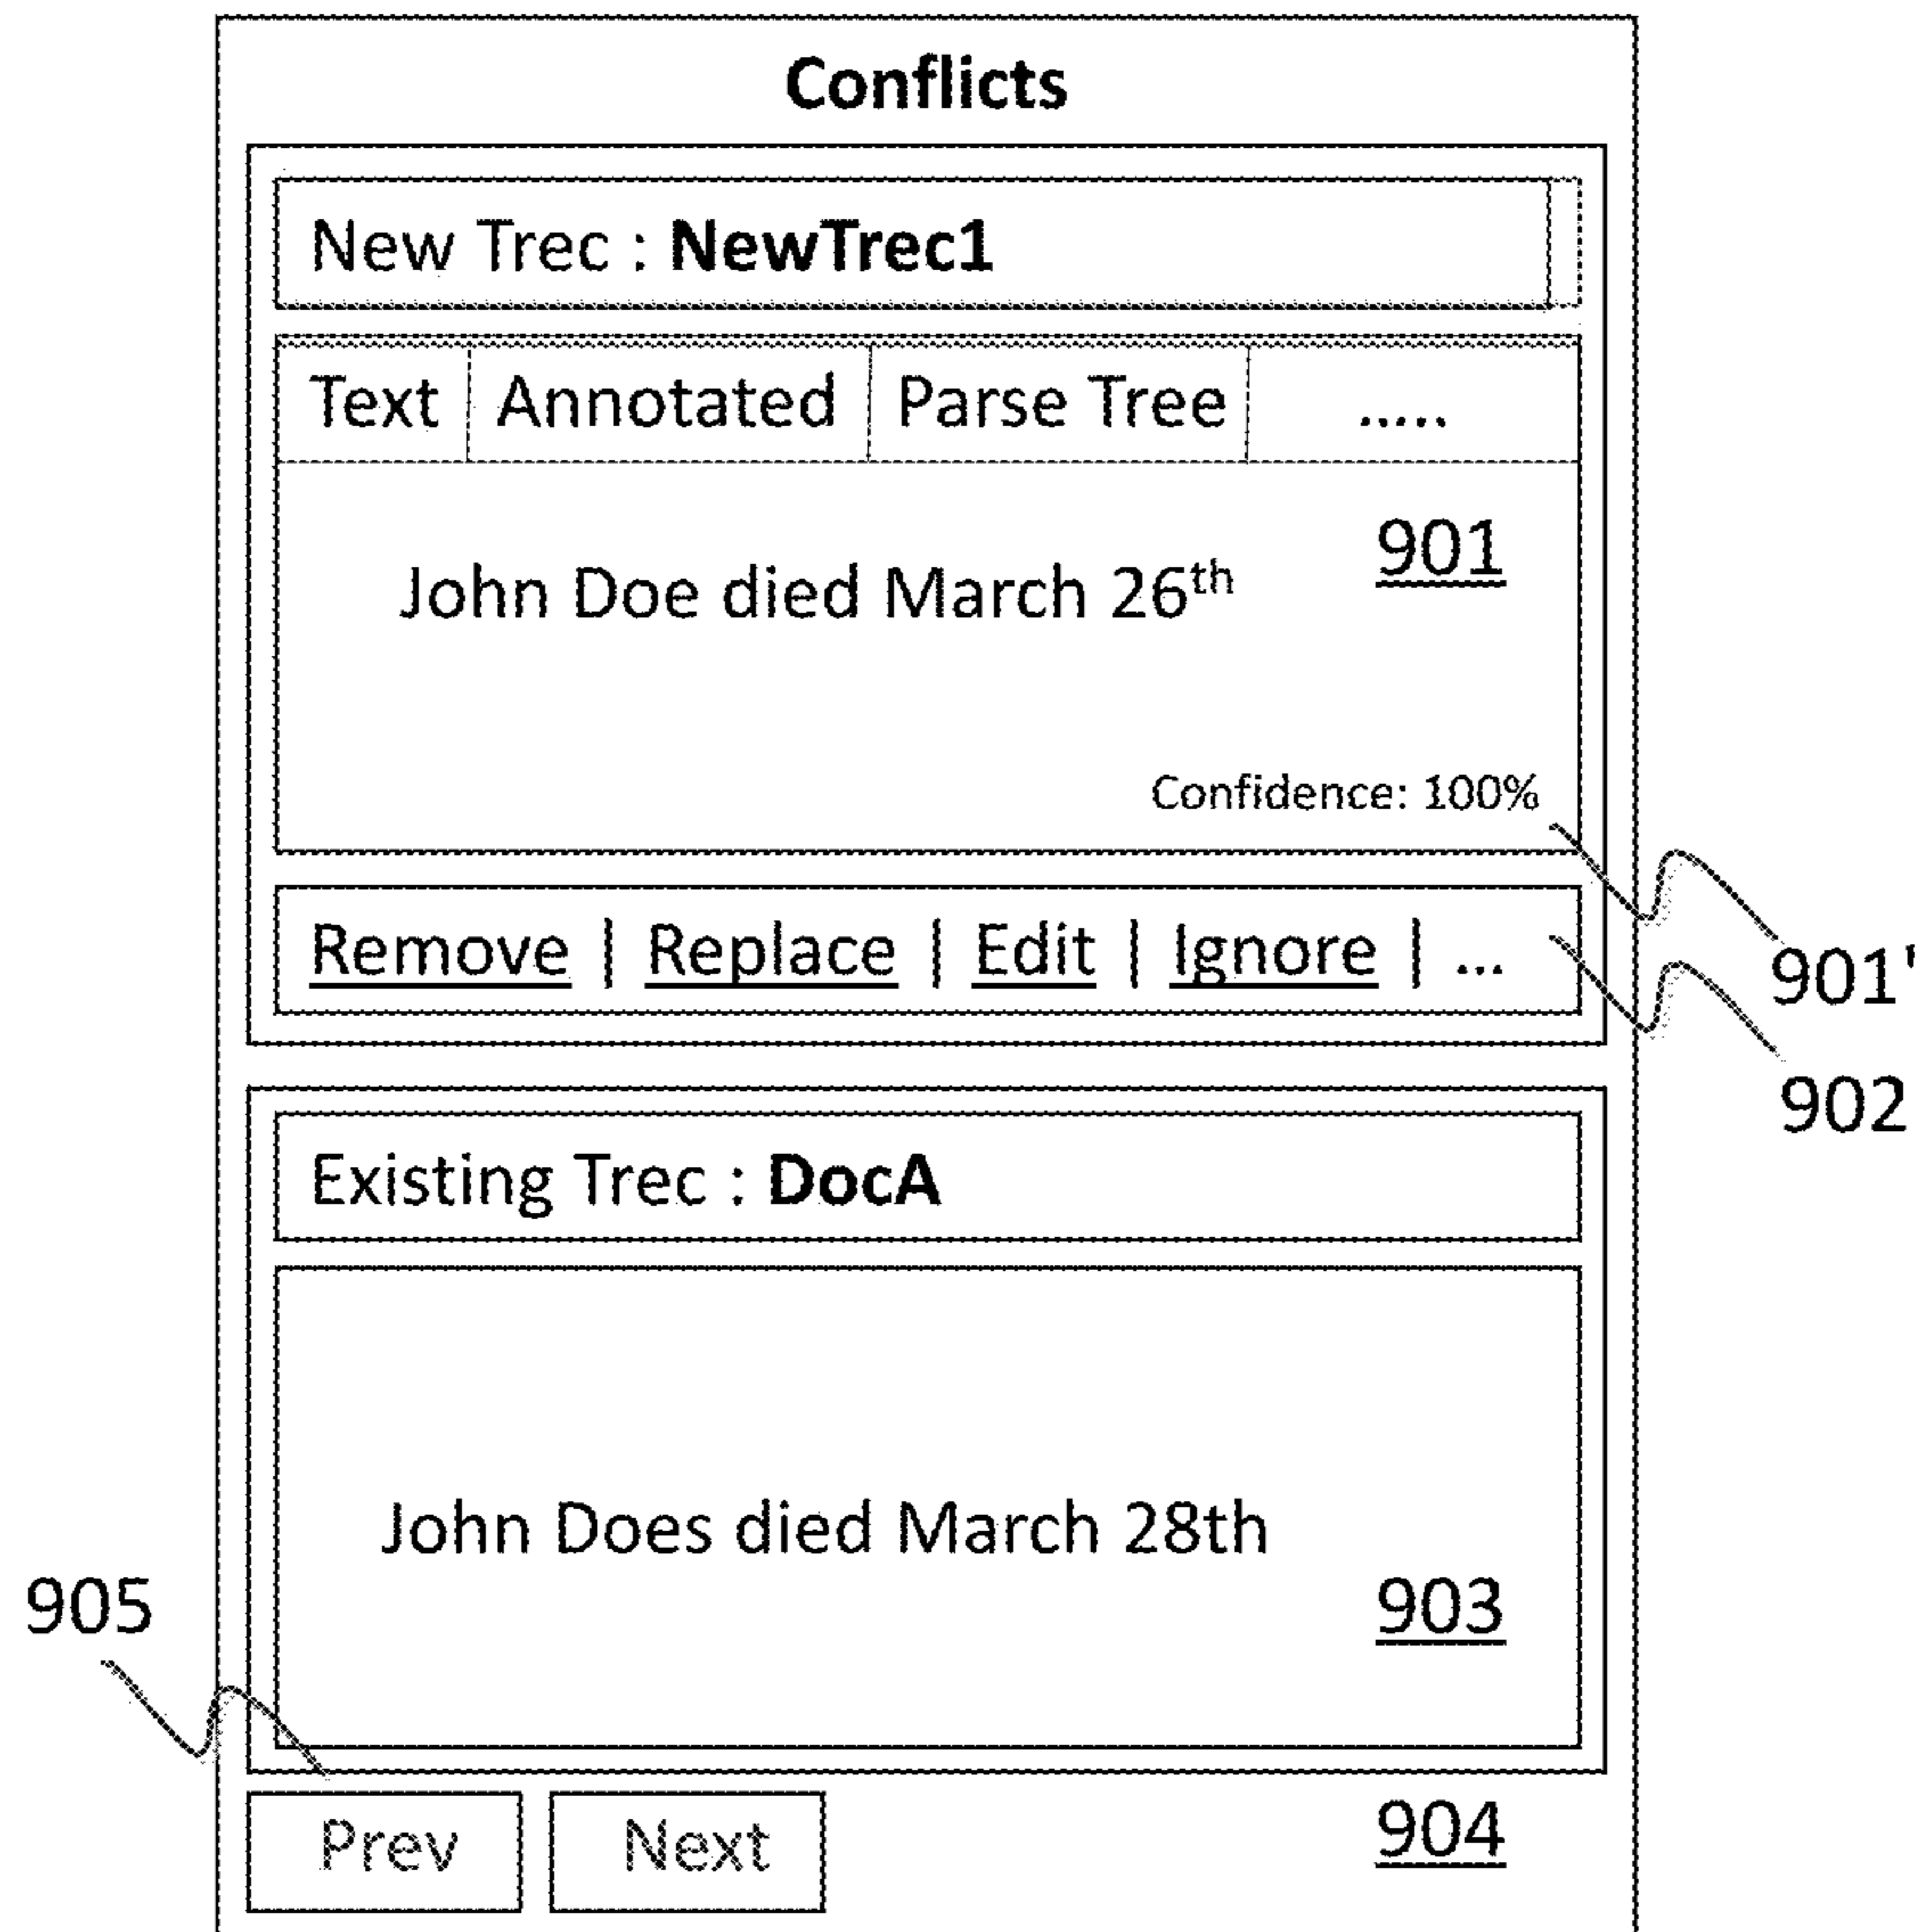 Conflicts
New Trec : NewTrec1
Text Annotated Parse Tree .....
901
John Doe died March 26th
Confidence: 100%
Remove | Replace | Edit | Ignore | ...
901'
902
Existing Trec : DocA
John Does died March 28th
903
905
Prev Next
904